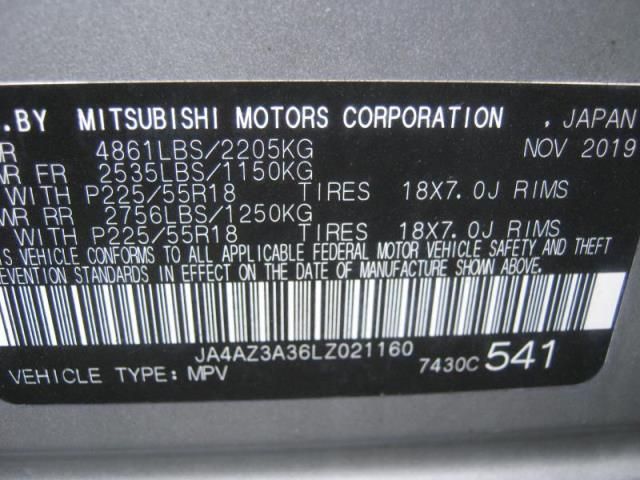 .BY MITSUBISHI MOTORS CORPORATION . JAPAN
R 4861LBS/2205KG NOV 2019
WR FR 2535LBS/1150KG
WITH P225/55R18 TIRES 18X7.0J RIMS
WR RR 2756LBS/1250KG
WITH P225/55R18 TIRES 18X7.0J RIMS
IS VEHICLE CONFORMS TO ALL APPLICABLE FEDERAL MOTOR VEHICLE SAFETY AND THEFT
EVENTION STANDARDS IN EFFECT ON THE DATE OF MANUFACTURE SHOWN ABOVE.
JA4AZ3A36LZ021160
VEHICLE TYPE: MPV 7430C 541